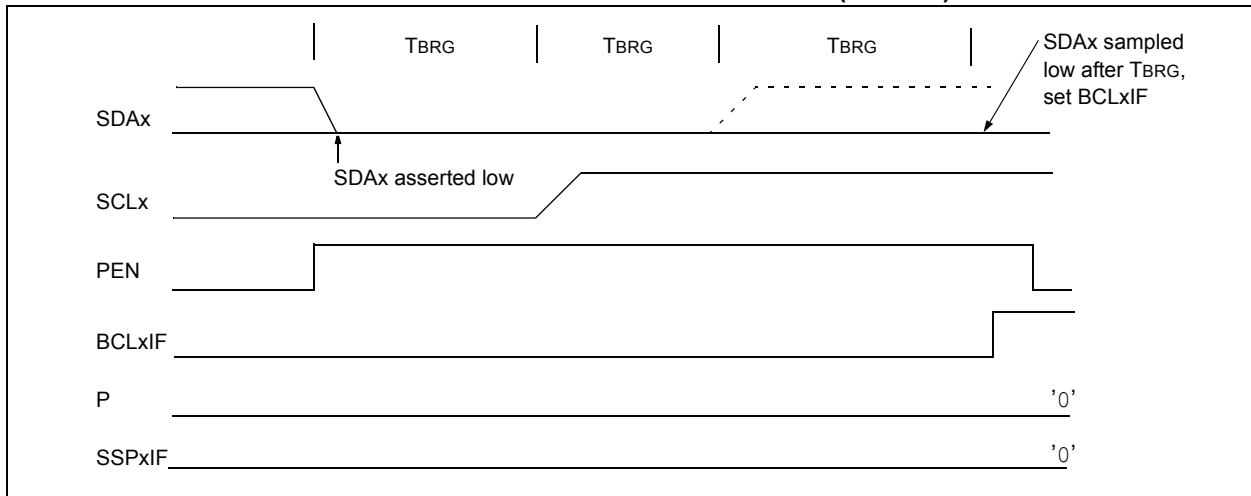 TBRG TBRG TBRG
SDAx sampled
low after TBRG,
set BCLxIF
SDAx
SDAx asserted low
SCLx
PEN
BCLxIF
P '0'
SSPxIF '0'